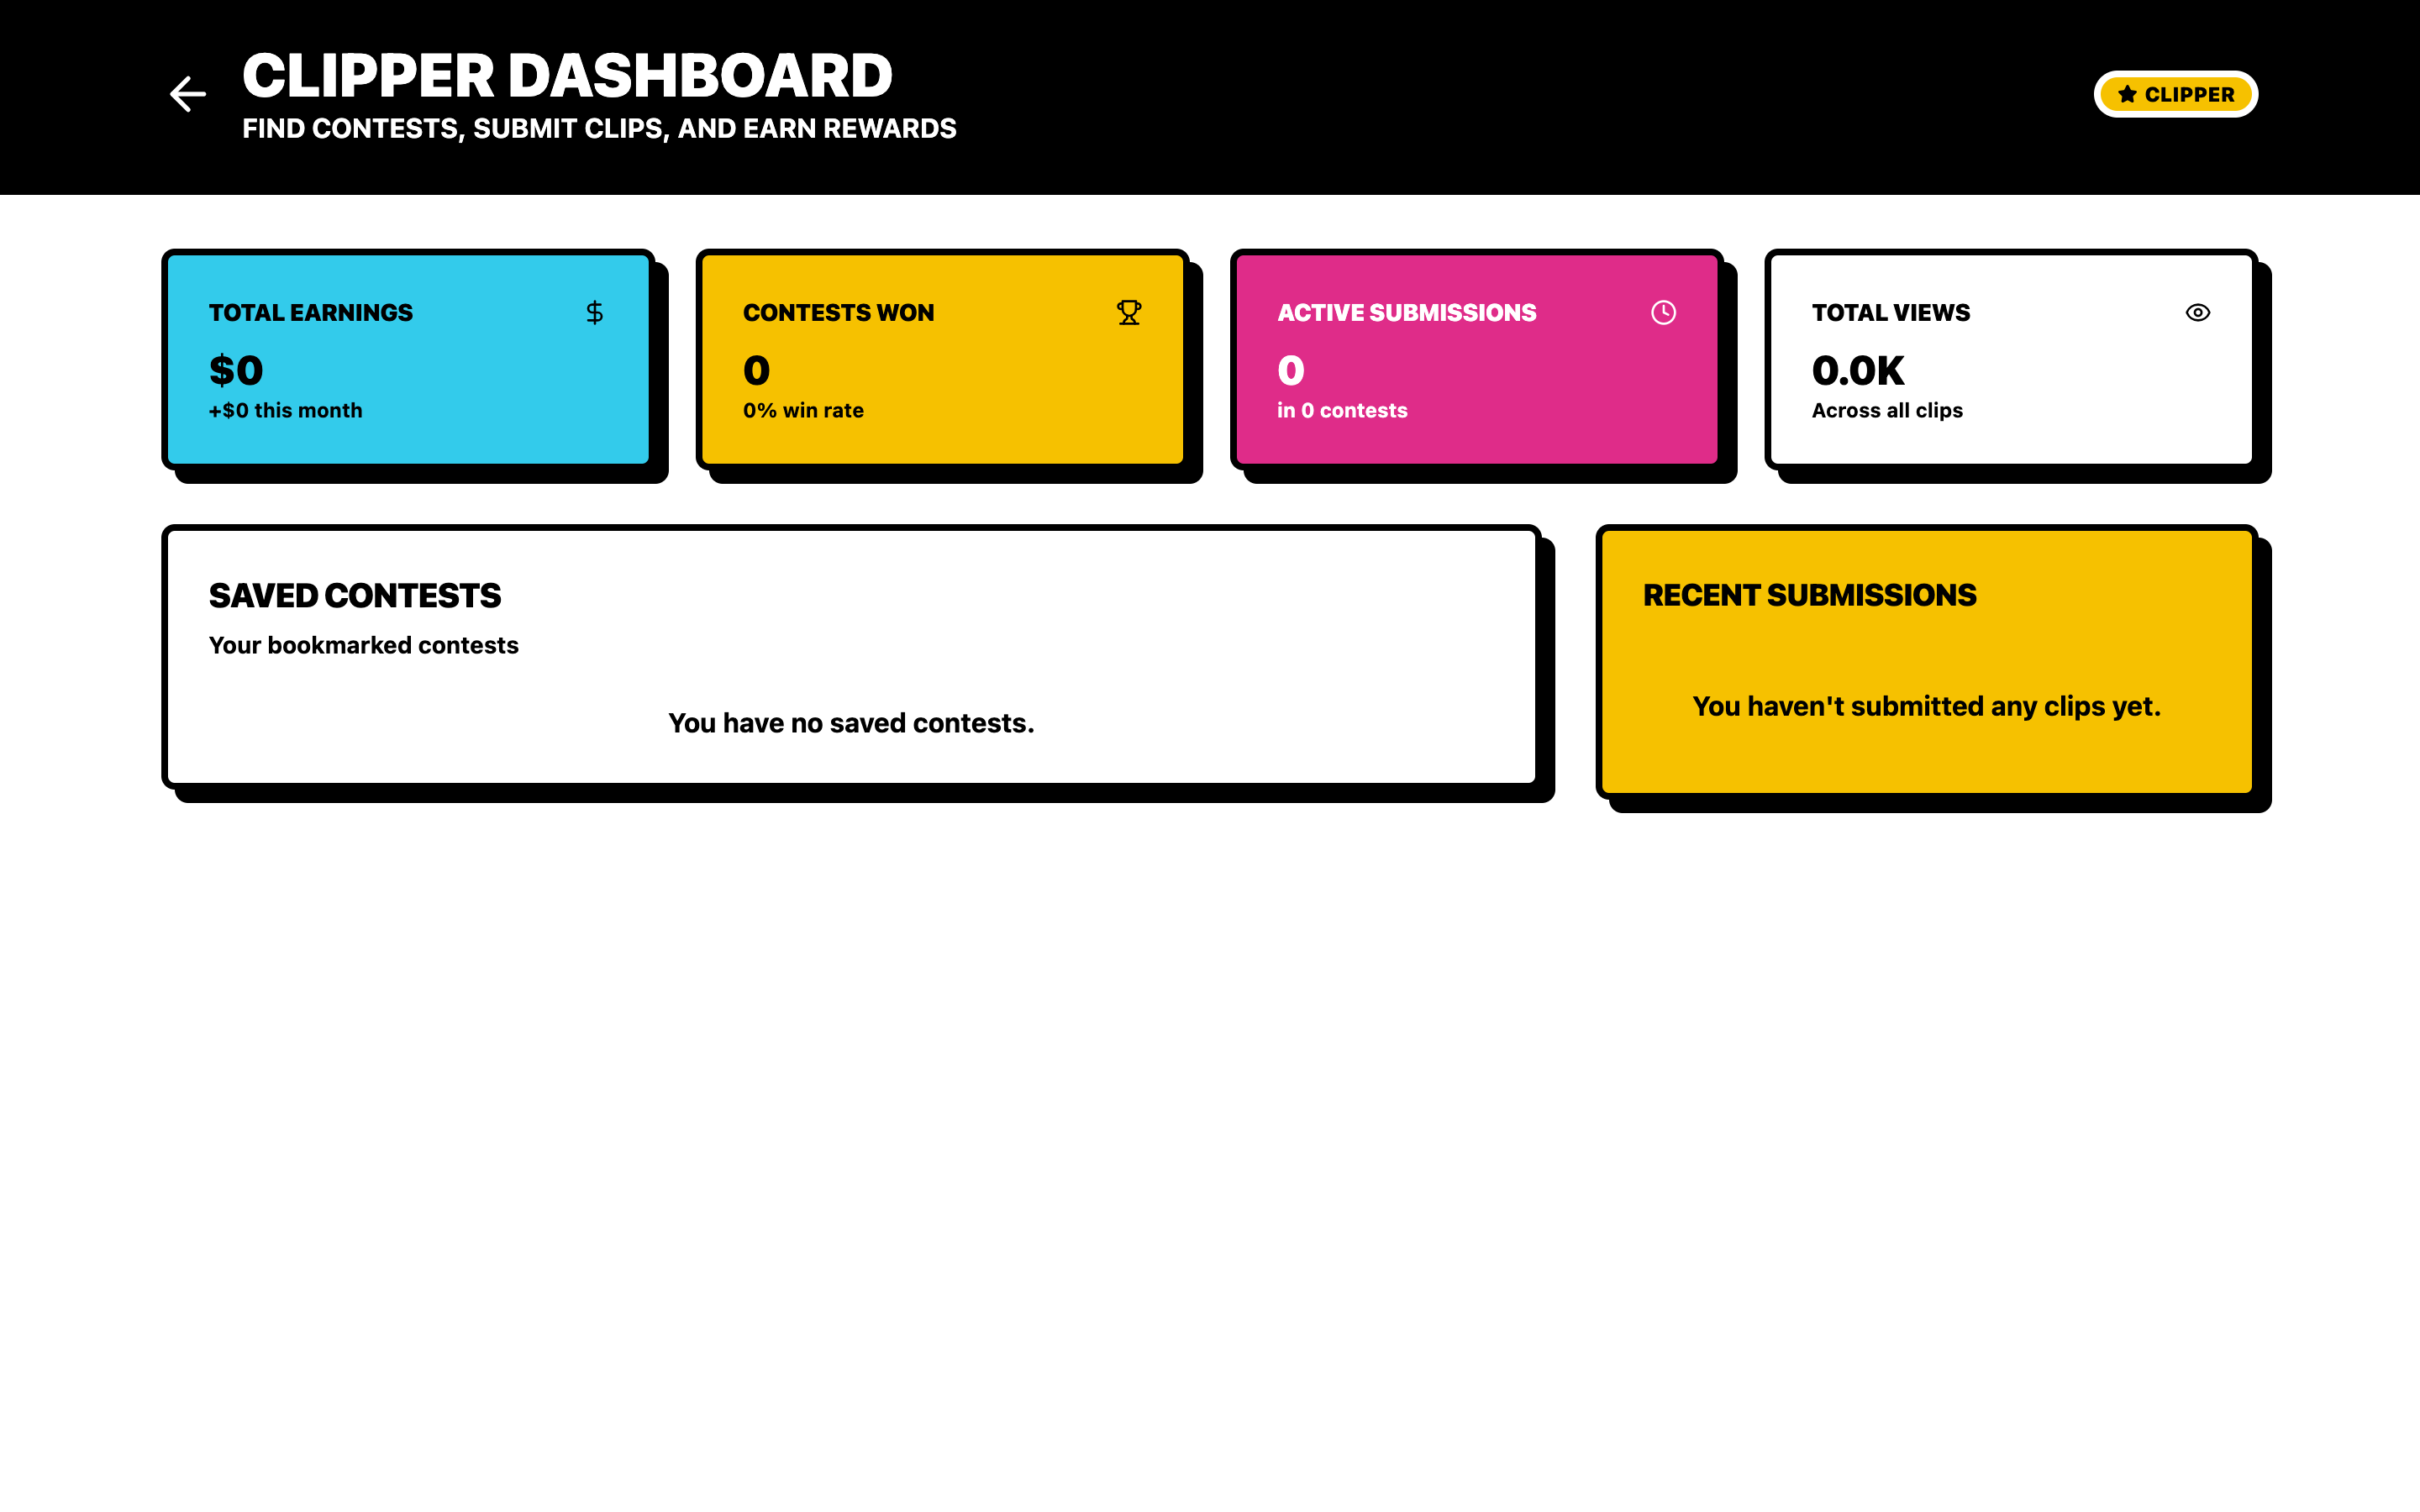 CLIPPER DASHBOARD
FIND CONTESTS, SUBMIT CLIPS, AND EARN REWARDS
CLIPPER
TOTAL EARNINGS
$0
+$0 this month
CONTESTS WON
0
0% win rate
ACTIVE SUBMISSIONS
0
in 0 contests
TOTAL VIEWS
0.0K
Across all clips
SAVED CONTESTS
Your bookmarked contests
You have no saved contests.
RECENT SUBMISSIONS
You haven't submitted any clips yet.